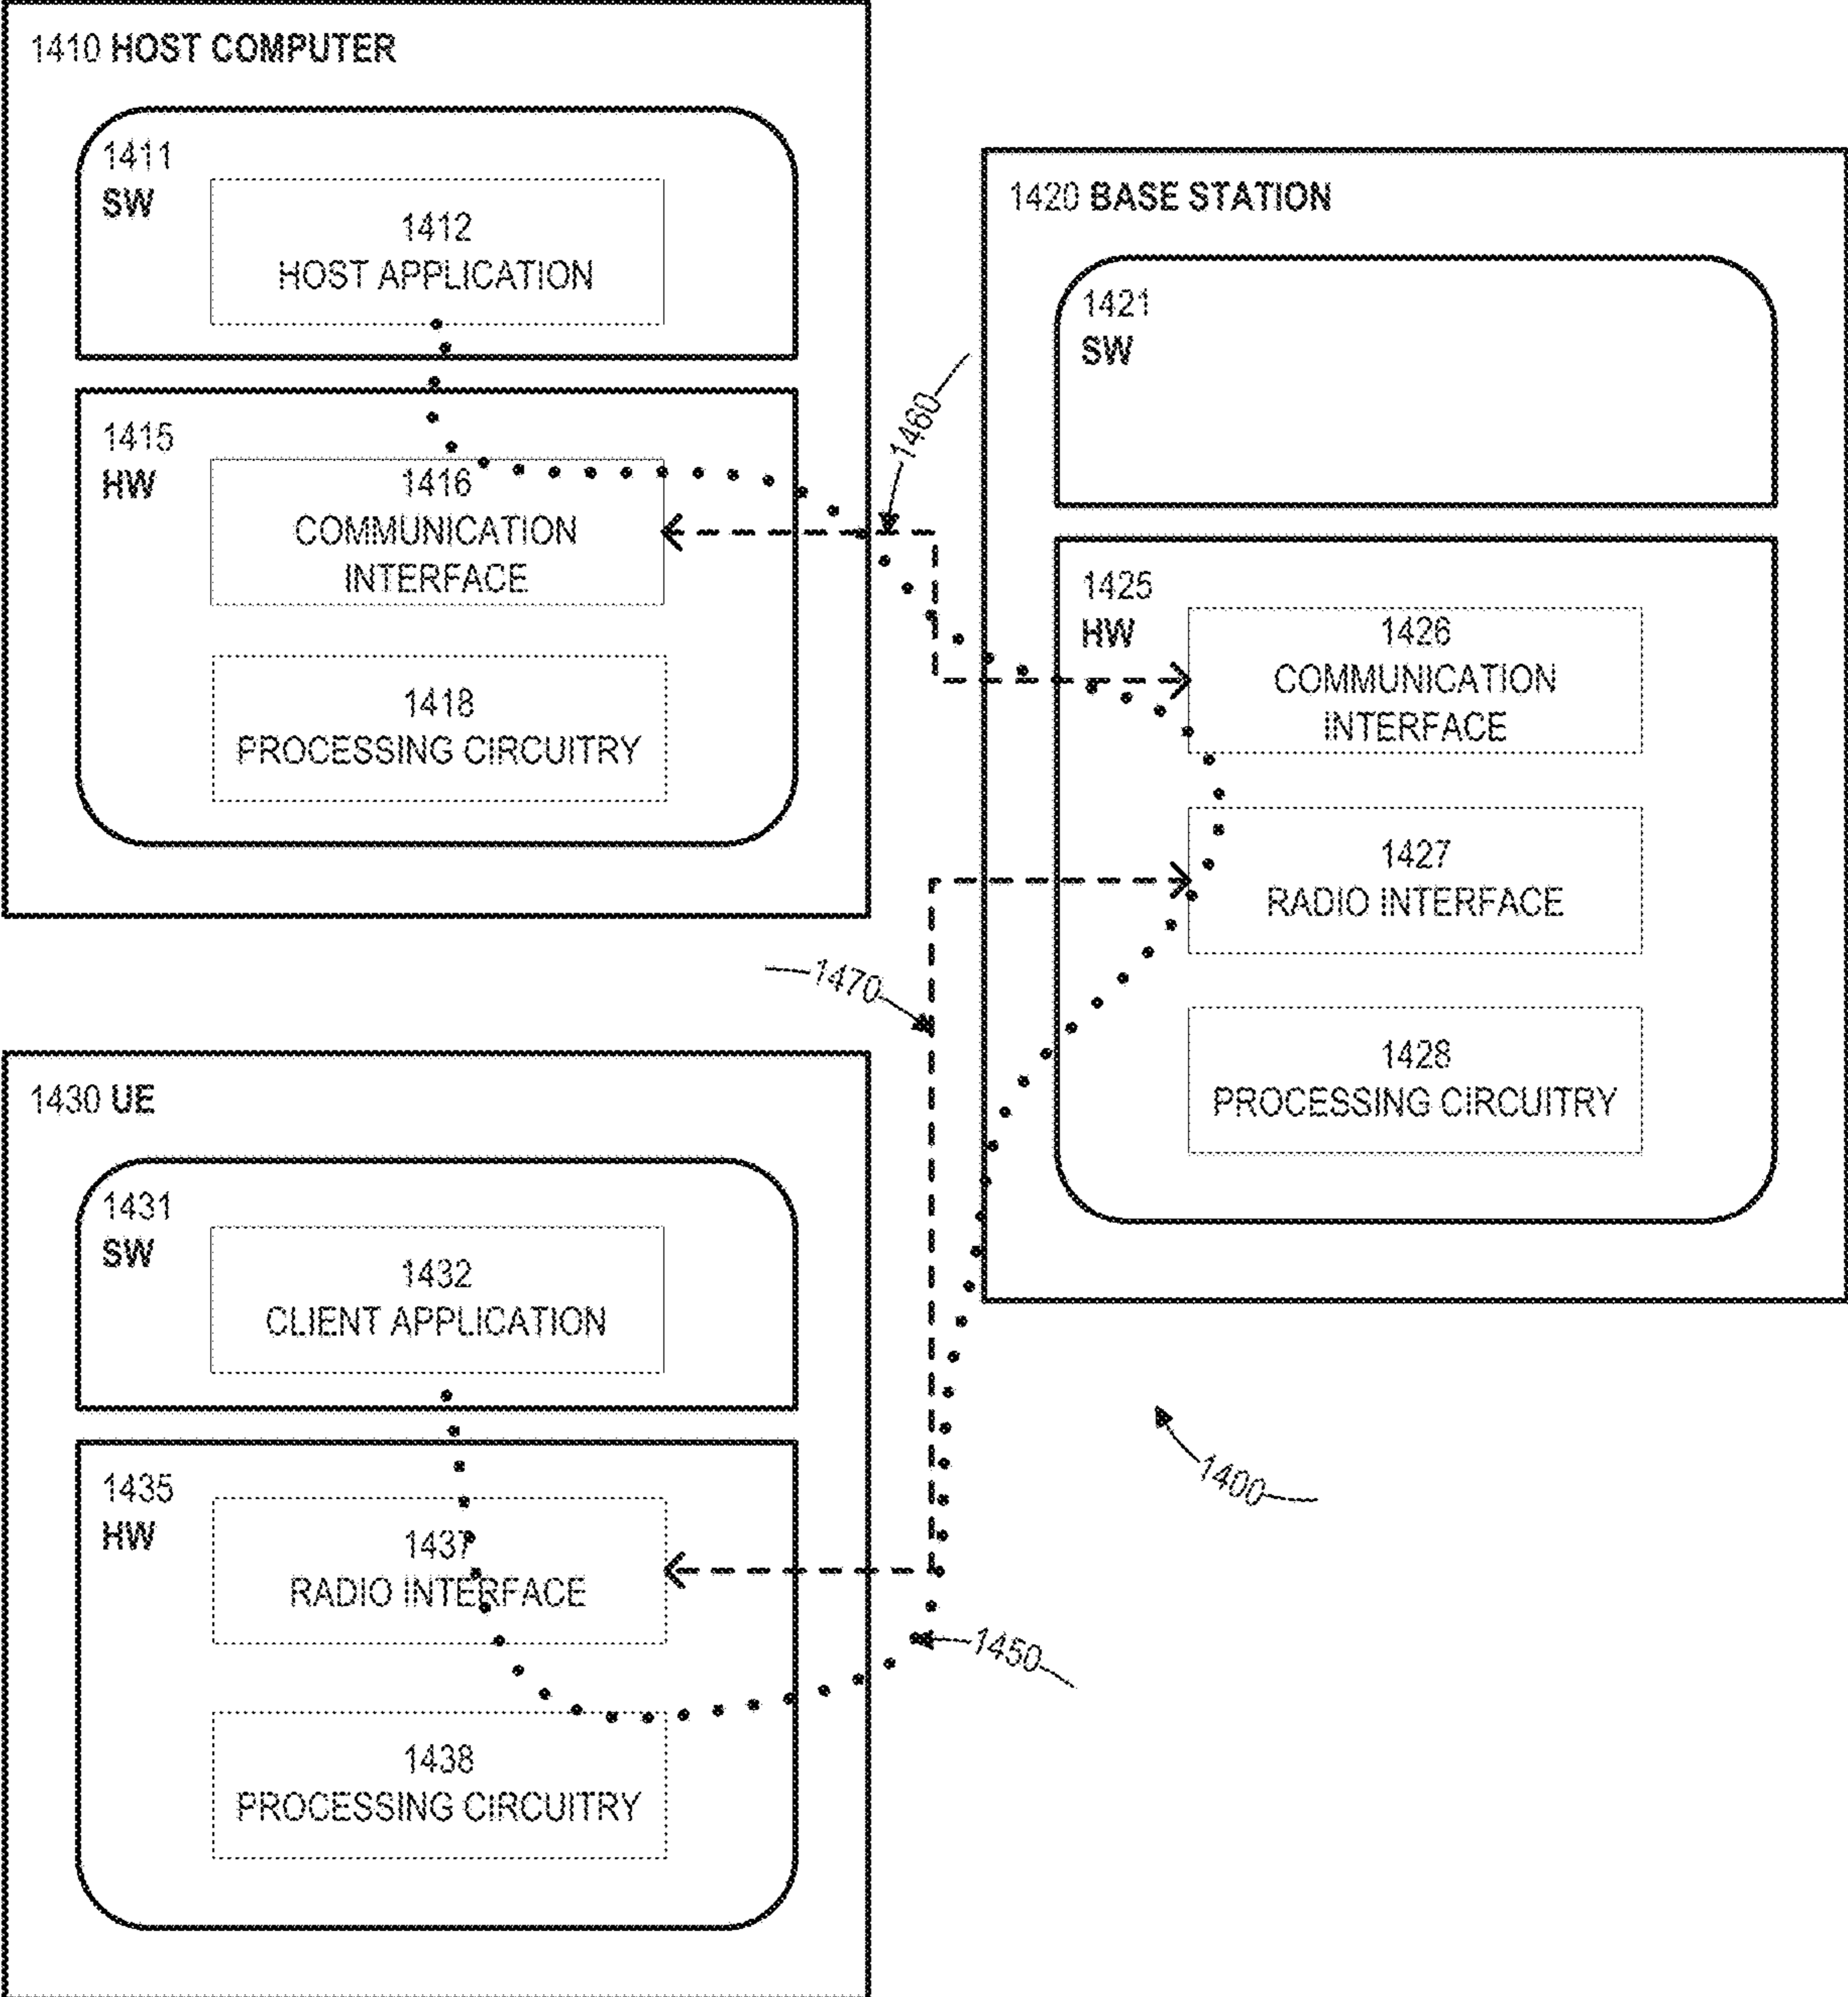 1410 HOST COMPUTER
1411
SW
1412
HOST APPLICATION
1415
HW
1416
COMMUNICATION
INTERFACE
1418
PROCESSING CIRCUITRY
1460
1420 BASE STATION
1421
SW
1425
HW
1426
COMMUNICATION
INTERFACE
1427
RADIO INTERFACE
1428
PROCESSING CIRCUITRY
1470
1430 UE
1431
SW
1432
CLIENT APPLICATION
1435
HW
1437
RADIO INTERFACE
1438
PROCESSING CIRCUITRY
1400
1450